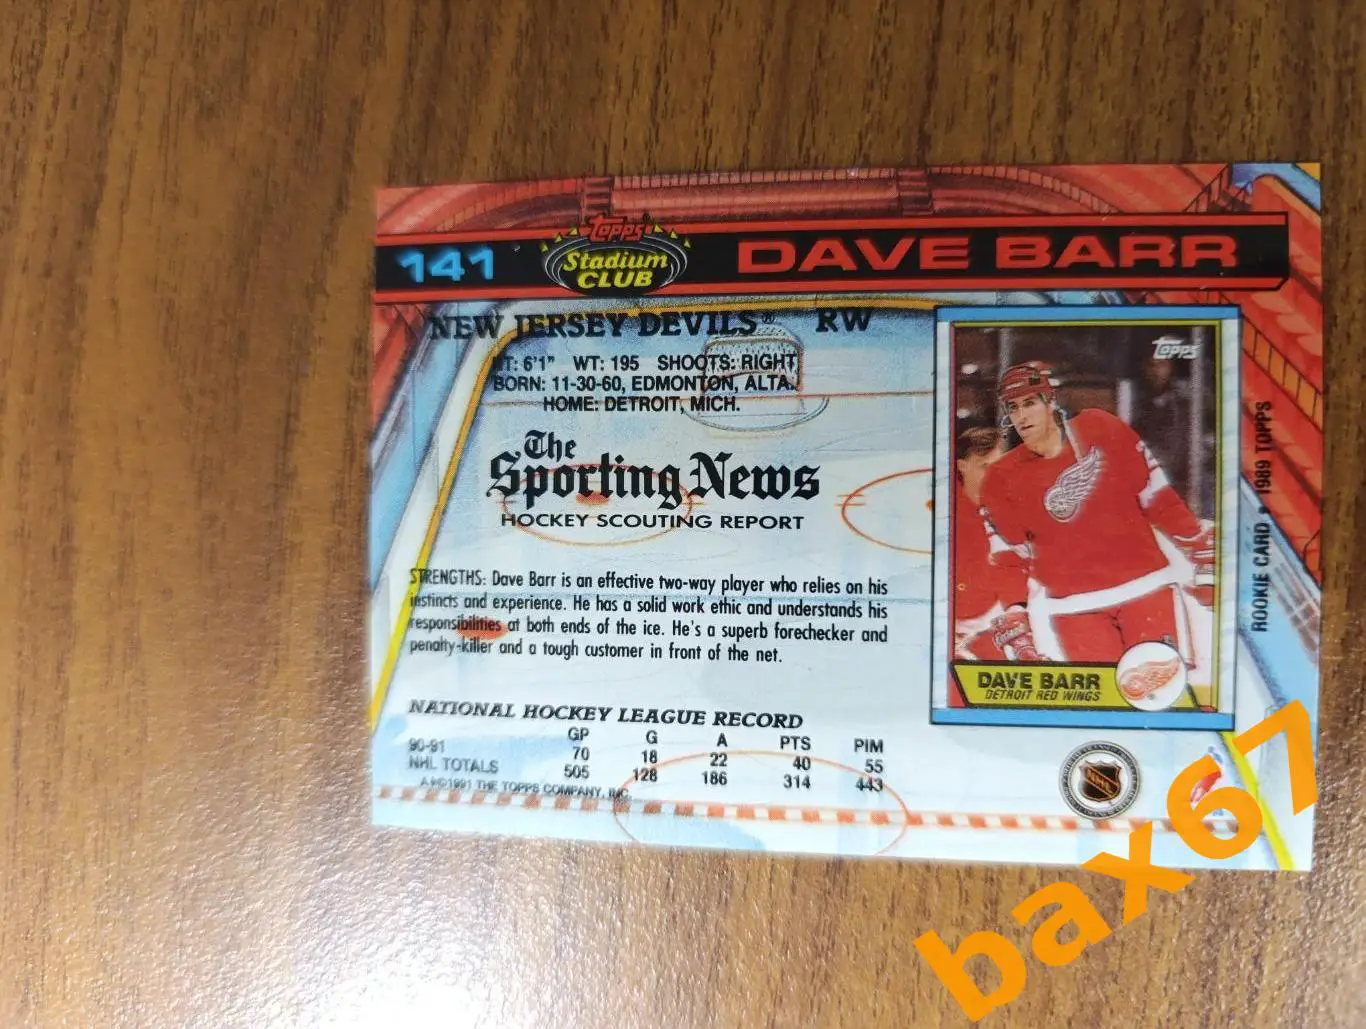 141
Topps
Stadium
CLUB
DAVE BARR
NEW JERSEY DEVILS® RW
HT: 6'1" WT: 195 SHOOTS: RIGHT
BORN: 11-30-60, EDMONTON, ALTA.
HOME: DETROIT, MICH.
The
Sporting News
HOCKEY SCOUTING REPORT
STRENGTHS: Dave Barr is an effective two-way player who relies on his
instincts and experience. He has a solid work ethic and understands his
responsibilities at both ends of the ice. He's a superb forechecker and
penalty-killer and a tough customer in front of the net.
NATIONAL HOCKEY LEAGUE RECORD
GP G A PTS PIM
90-91 70 18 22 40 55
NHL TOTALS 505 128 186 314 443
A ©1991 THE TOPPS COMPANY, INC.
Topps
DAVE BARR
DETROIT RED WINGS
ROOKIE CARD • 1989 TOPPS
NHL
bax67